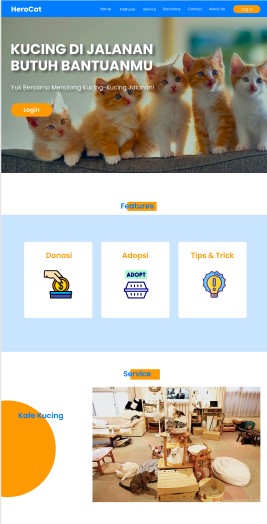 HeroCat
Home Features Service Testimony Contact About Us Log in
KUCING DI JALANAN
BUTUH BANTUANMU
Yuk Bersama Menolong Kucing-Kucing Jalanan!
Login
Features
Donasi Adopsi Tips & Trick
ADOPT
Service
Kafe Kucing